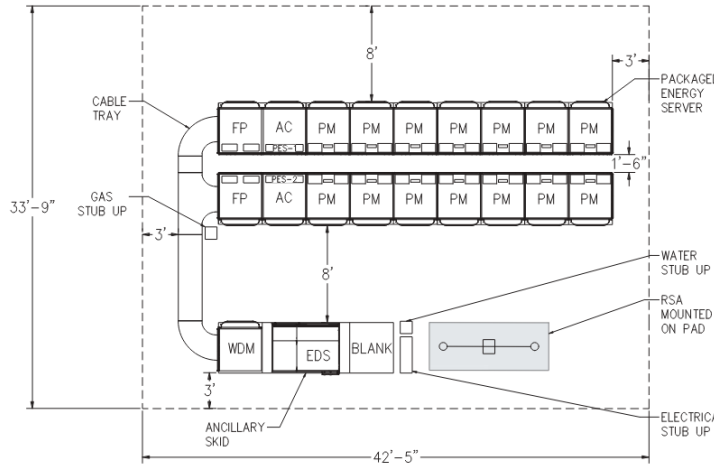 8'
3'
PACKAGED
ENERGY
SERVER
CABLE
TRAY
FP AC PM PM PM PM PM PM PM
PES-1
1'-6"
PES-2
FP AC PM PM PM PM PM PM PM
GAS
STUB UP
33'-9"
3'
8'
WATER
STUB UP
RSA
MOUNTED
ON PAD
WDM EDS BLANK
3'
ANCILLARY
SKID
ELECTRICA
STUB UP
42'-5"